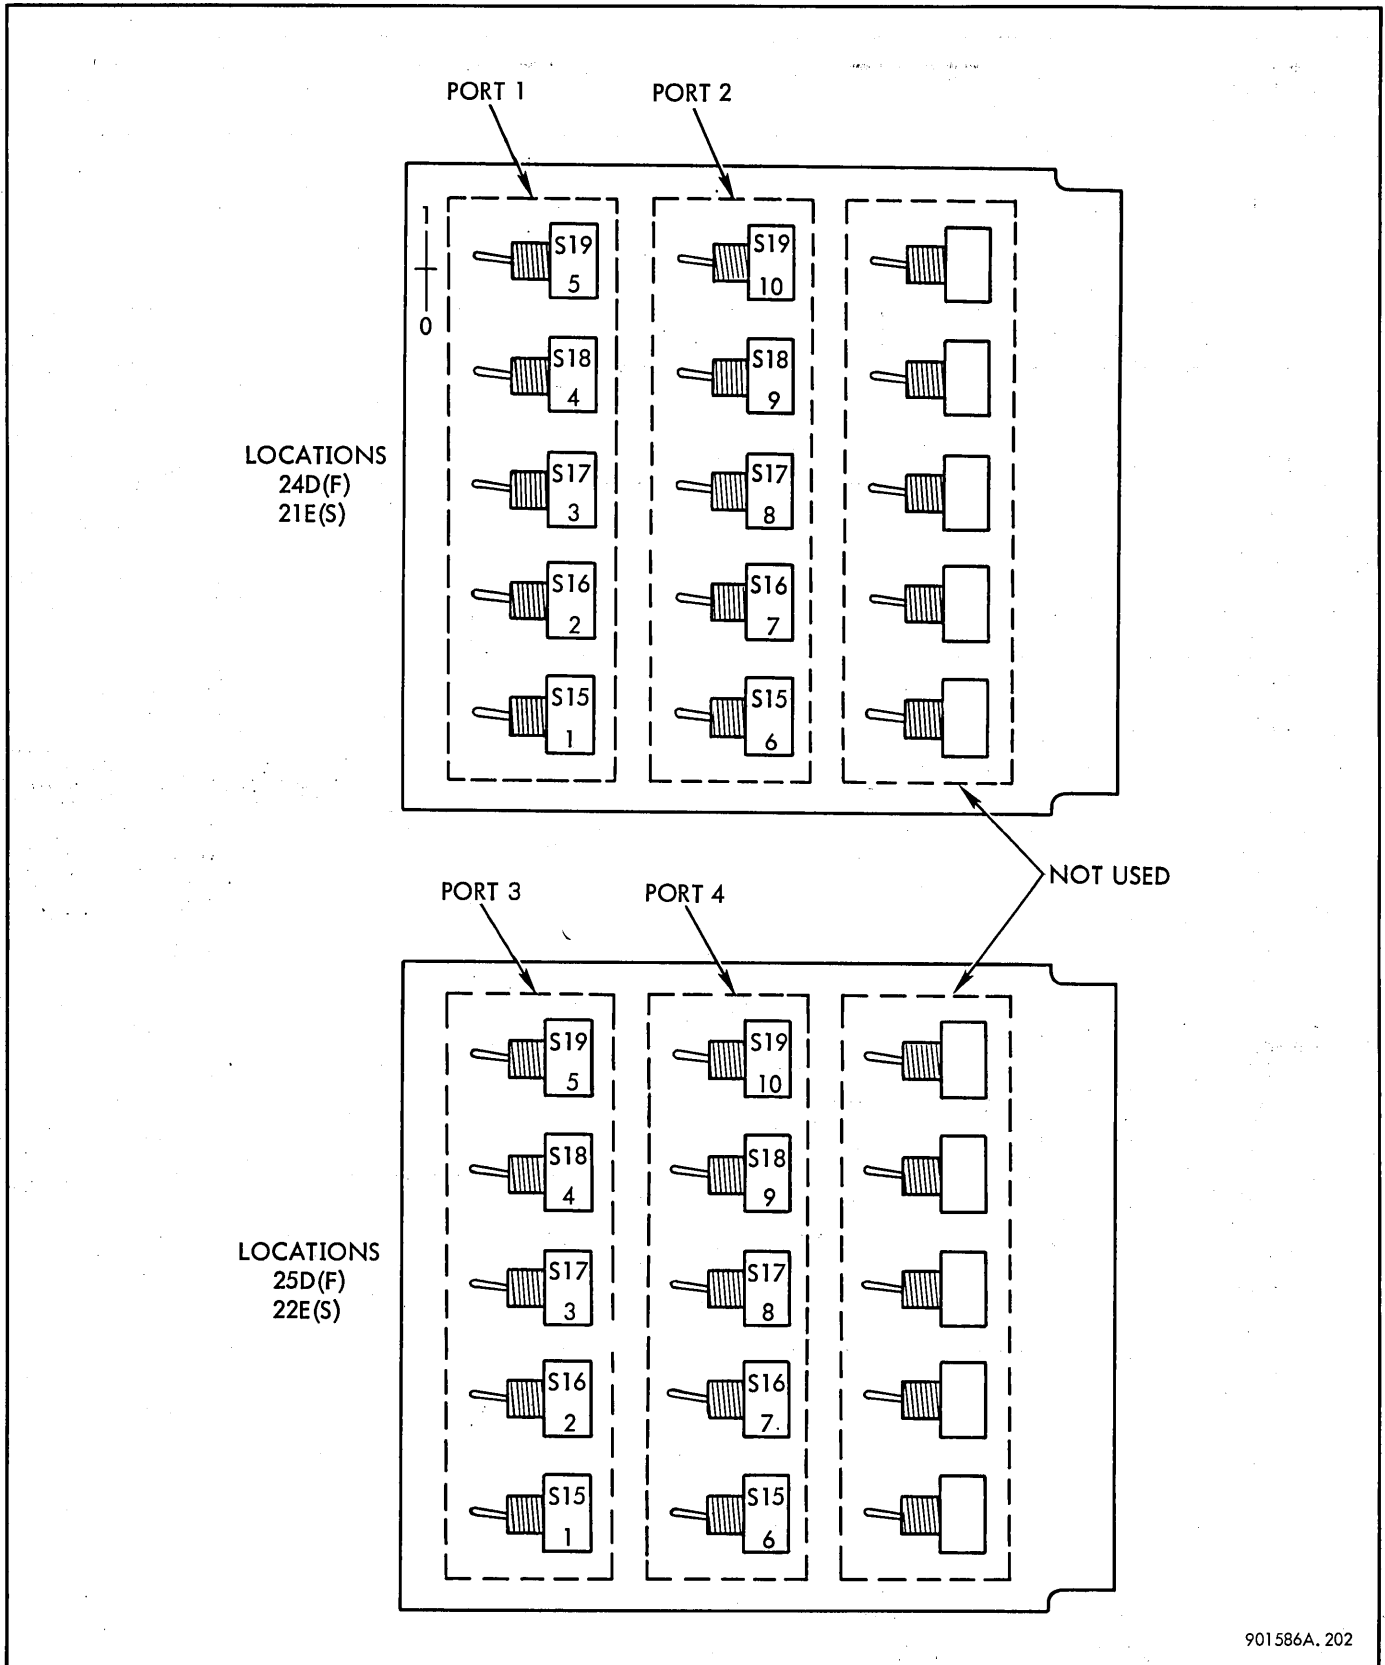 PORT 1
PORT 2
1
0
S19
5
S19
10
S18
4
S18
9
LOCATIONS
24D(F)
21E(S)
S17
3
S17
8
S16
2
S16
7
S15
1
S15
6
NOT USED
PORT 3
PORT 4
S19
5
S19
10
S18
4
S18
9
LOCATIONS
25D(F)
22E(S)
S17
3
S17
8
S16
2
S16
7.
S15
1
S15
6
901586A. 202